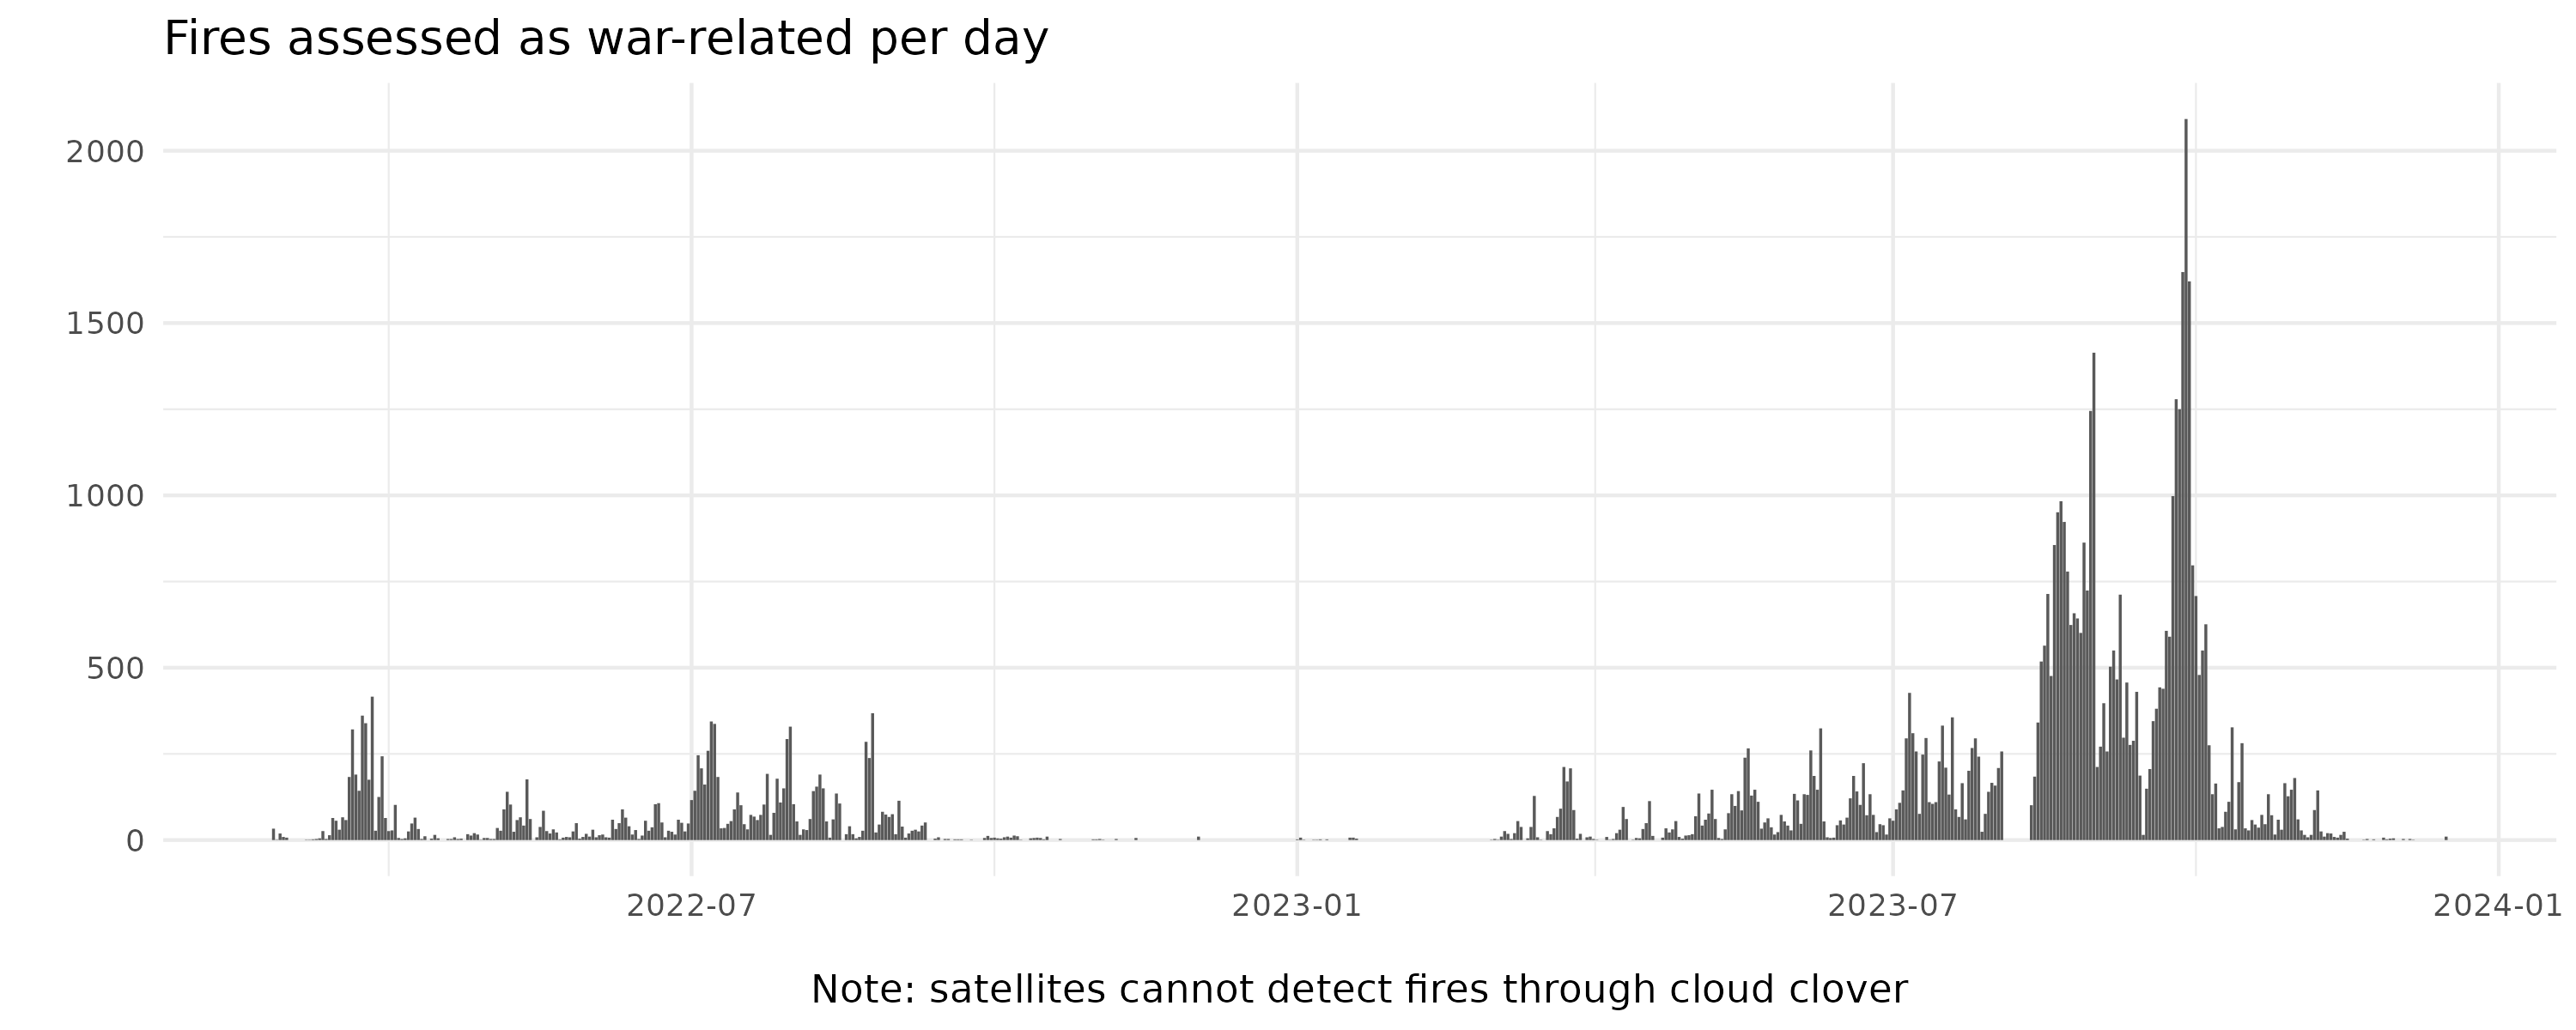 Fires assessed as war-related per day
2000
1500
1000
500
0
2022-07 2023-01 2023-07 2024-01
Note: satellites cannot detect fires through cloud clover